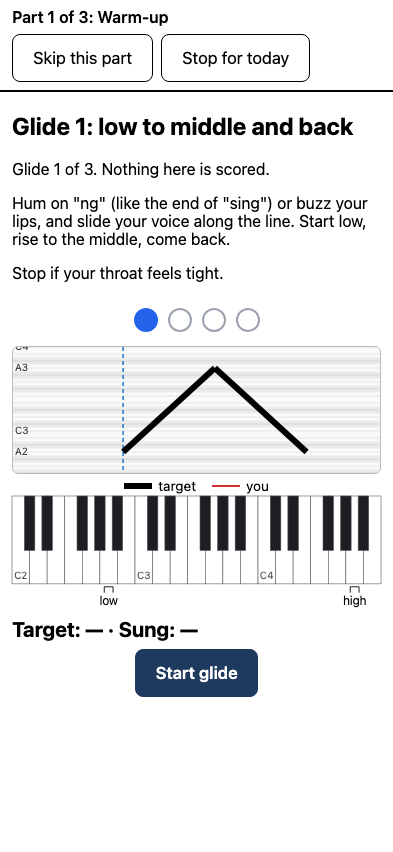 Part 1 of 3: Warm-up
Skip this part
Stop for today
Glide 1: low to middle and back
Glide 1 of 3. Nothing here is scored.
Hum on "ng" (like the end of "sing") or buzz your
lips, and slide your voice along the line. Start low,
rise to the middle, come back.
Stop if your throat feels tight.
A3
C3
A2
target
you
C2
C3
C4
low
high
Target: — · Sung: —
Start glide